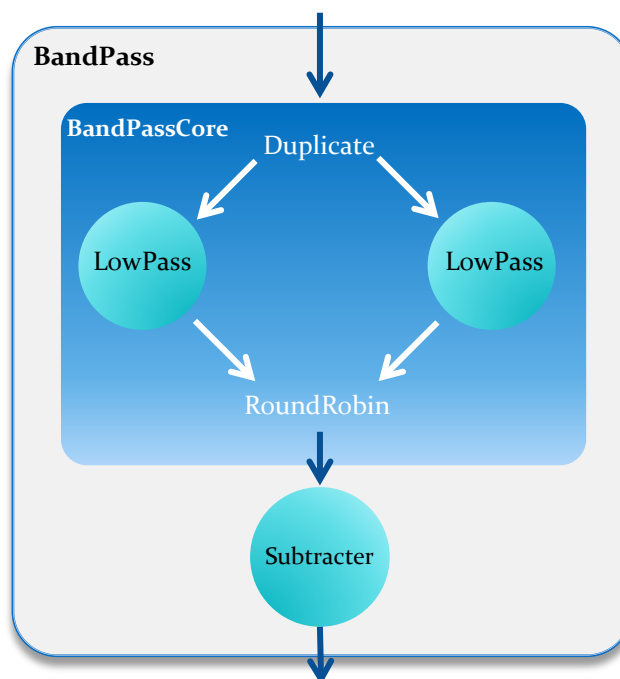 BandPass
BandPassCore
Duplicate
LowPass
LowPass
RoundRobin
Subtracter